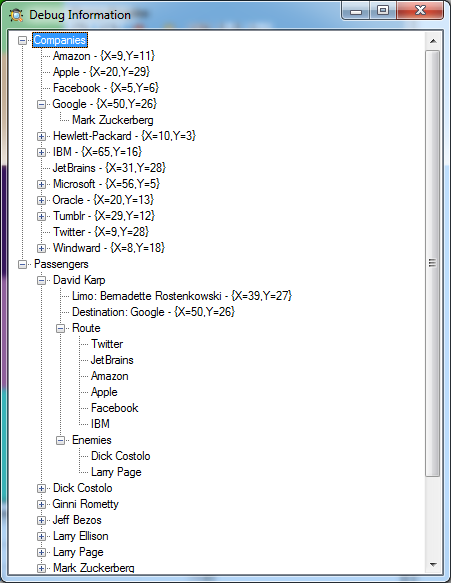 Debug Information
Companies
Amazon - {X=9,Y=11}
Apple - {X=20,Y=29}
Facebook - {X=5,Y=6}
Google - {X=50,Y=26}
Mark Zuckerberg
Hewlett-Packard - {X=10,Y=3}
IBM - {X=65,Y=16}
JetBrains - {X=31,Y=28}
Microsoft - {X=56,Y=5}
Oracle - {X=20,Y=13}
Tumblr - {X=29,Y=12}
Twitter - {X=9,Y=28}
Windward - {X=8,Y=18}
Passengers
David Karp
Limo: Bernadette Rostenkowski - {X=39,Y=27}
Destination: Google - {X=50,Y=26}
Route
Twitter
JetBrains
Amazon
Apple
Facebook
IBM
Enemies
Dick Costolo
Larry Page
Dick Costolo
Ginni Rometty
Jeff Bezos
Larry Ellison
Larry Page
Mark Zuckerberg